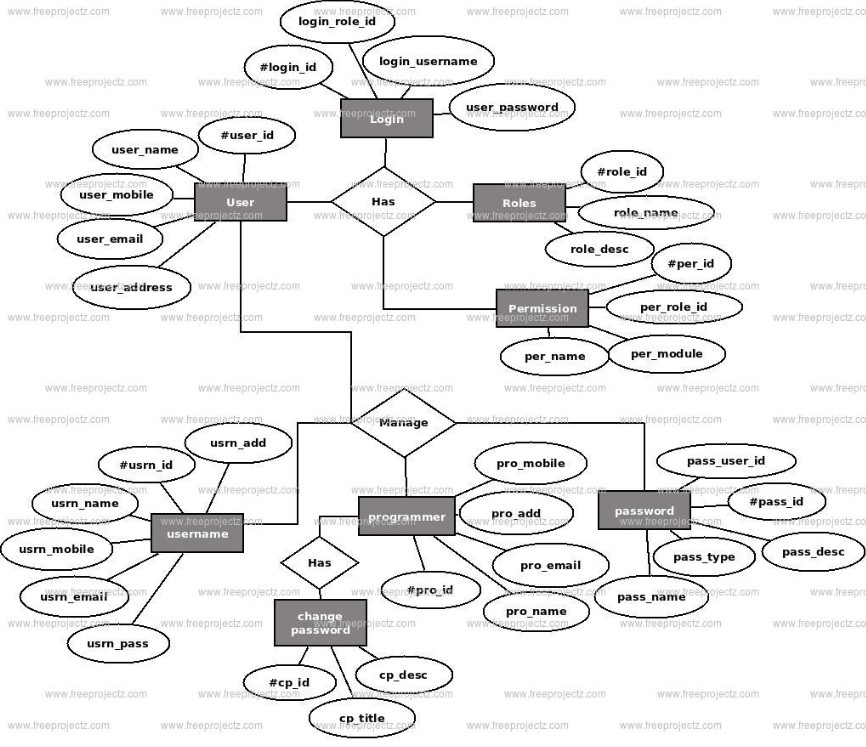 login_role_id
#login_id
login_username
user_password
Login
#user_id
user_name
user_mobile
user_email
user_address
User
Has
Roles
#role_id
role_name
role_desc
#per_id
Permission
per_role_id
per_name
per_module
Manage
usrn_add
#usrn_id
usrn_name
usrn_mobile
usrn_email
usrn_pass
username
pro_mobile
pro_add
programmer
pro_email
#pro_id
pro_name
pass_user_id
#pass_id
password
pass_type
pass_desc
pass_name
Has
change
password
#cp_id
cp_desc
cp_title
www.freeprojectz.com